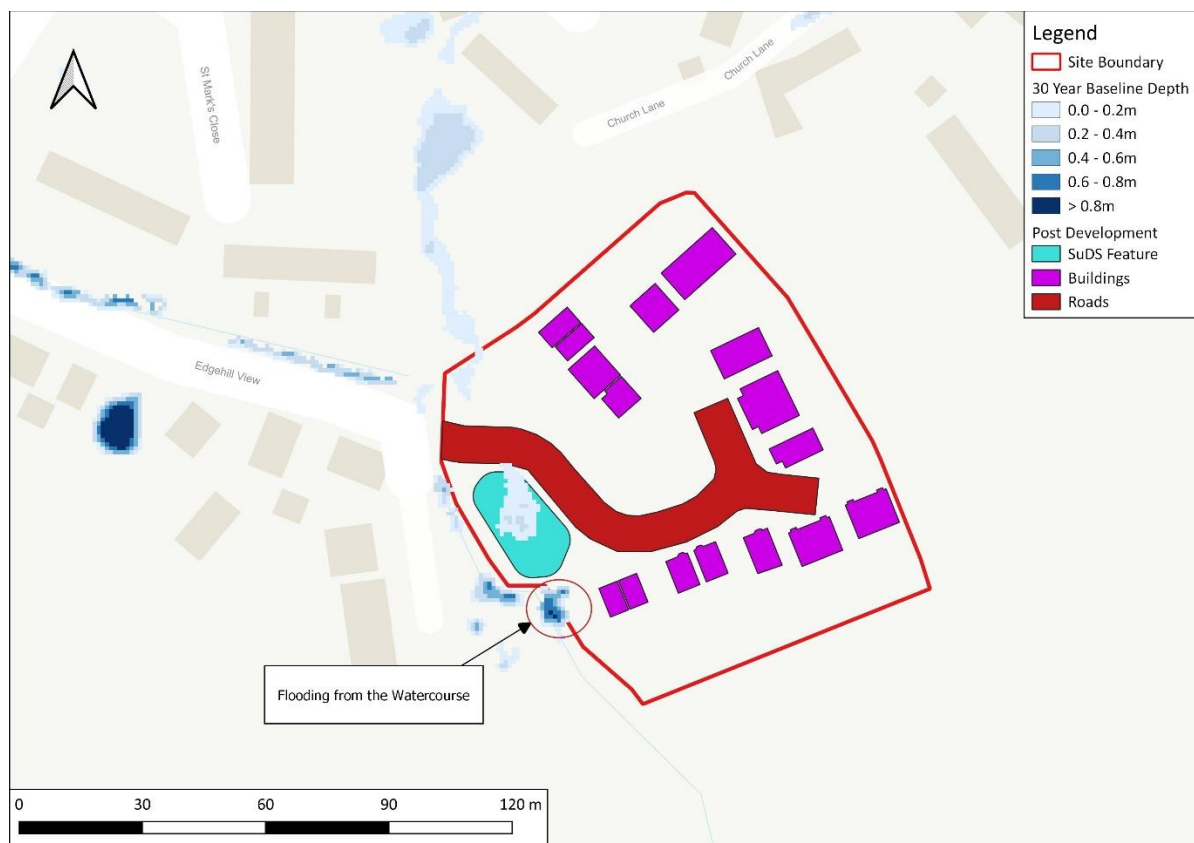 St Mark's Close
Church Lane
Church Lane
Legend
Site Boundary
30 Year Baseline Depth
0.0 - 0.2m
0.2 - 0.4m
0.4 - 0.6m
0.6 - 0.8m
> 0.8m
Post Development
SuDS Feature
Buildings
Roads
Edgehill View
Flooding from the Watercourse
0 30 60 90 120 m